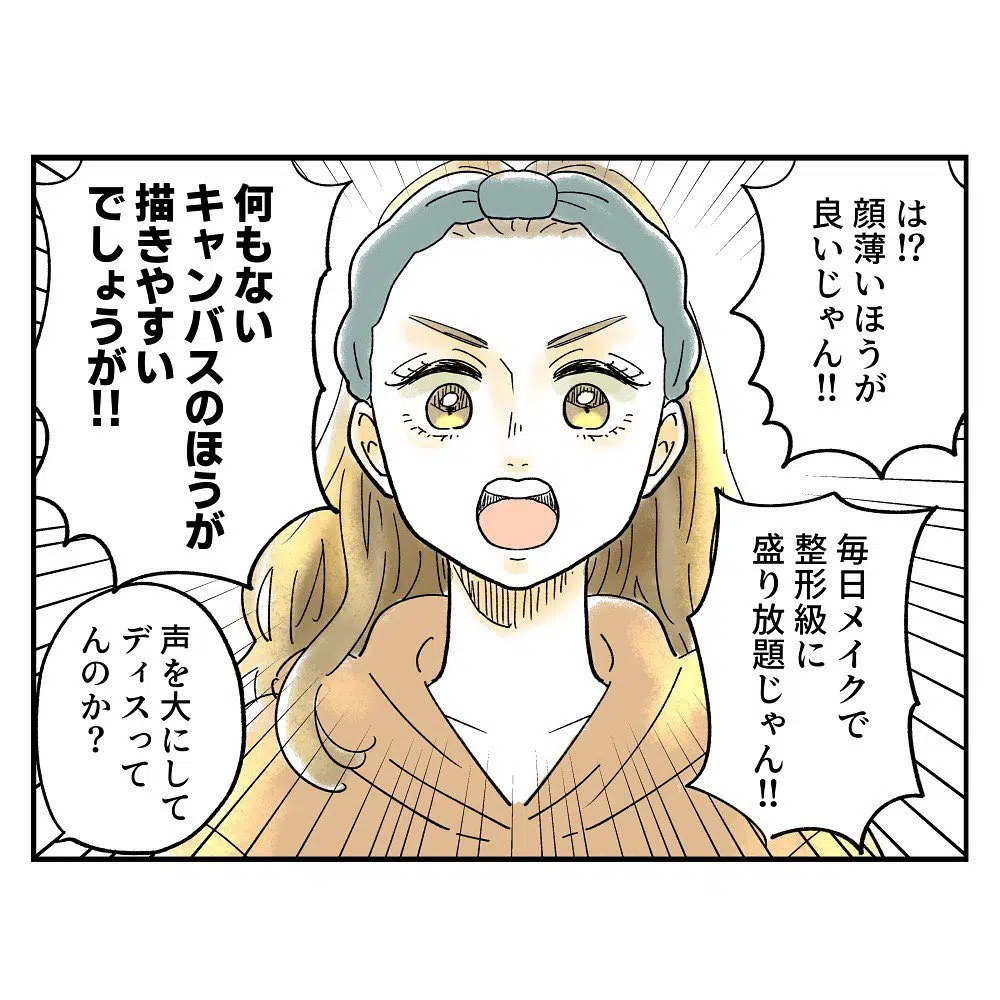 は!?
顔薄いほうが
良いじゃん!!
毎日メイクで
整形級に
盛り放題じゃん!!
何もない
キャンバスのほうが
描きやすい
でしょうが!!
声を大にして
ディスって
んのか？